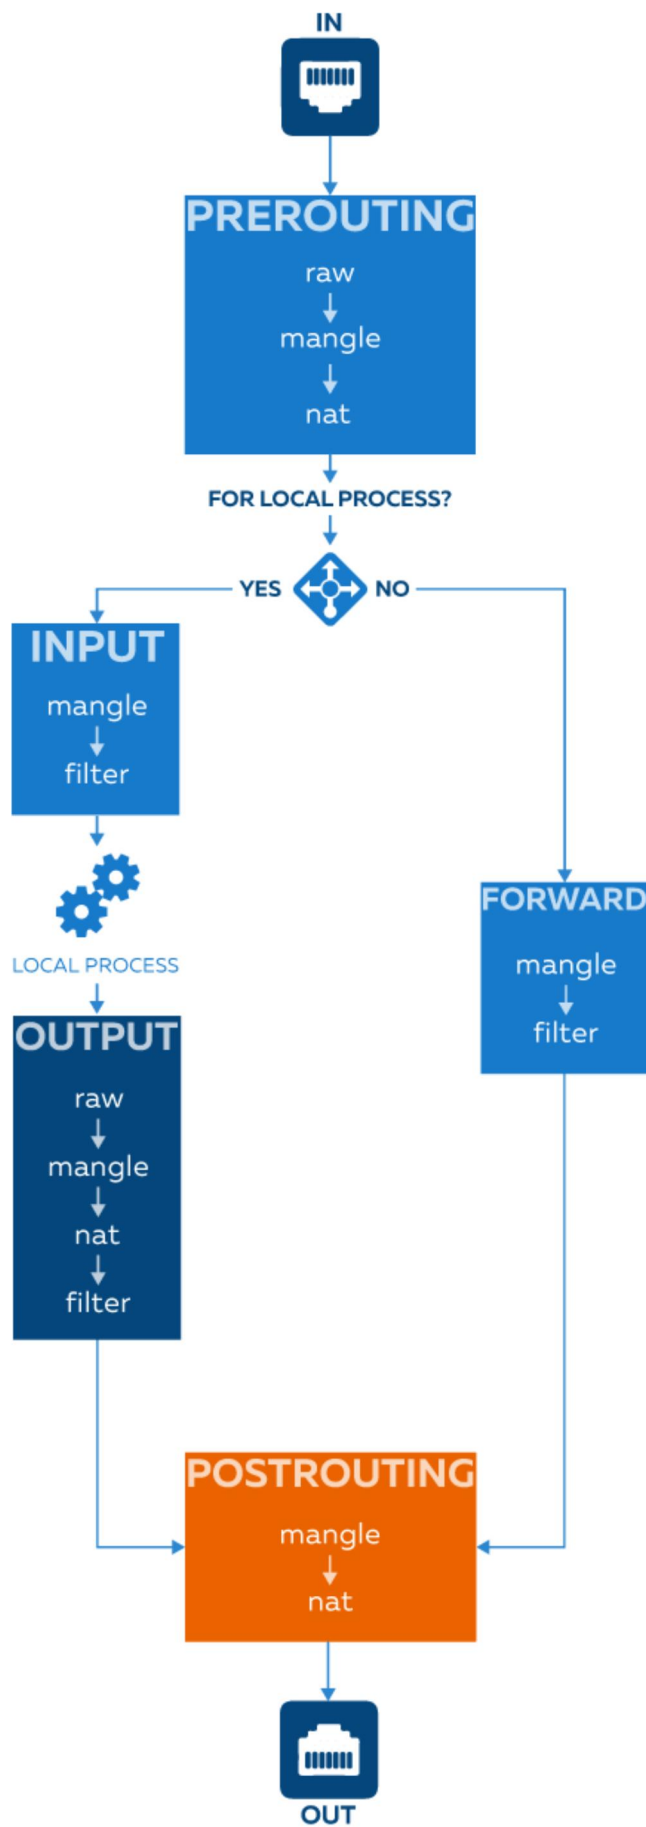 IN
PREROUTING
raw
mangle
nat
FOR LOCAL PROCESS?
YES NO
INPUT
mangle
filter
LOCAL PROCESS
OUTPUT
raw
mangle
nat
filter
FORWARD
mangle
filter
POSTROUTING
mangle
nat
OUT